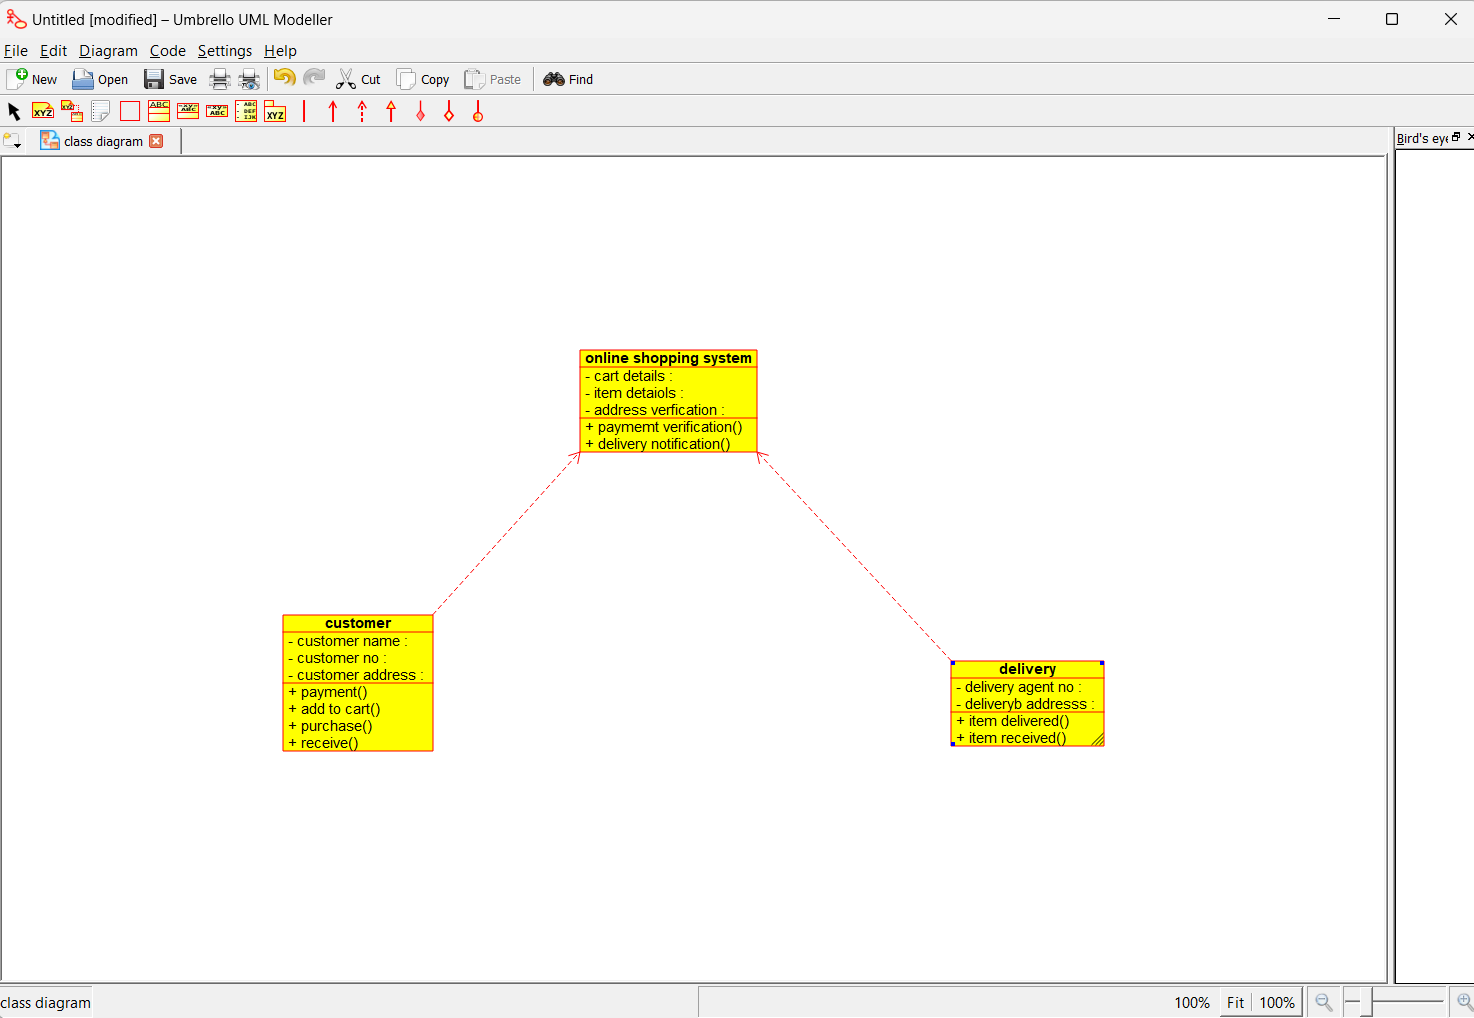 Untitled [modified] – Umbrello UML Modeller
File Edit Diagram Code Settings Help
New Open Save Cut Copy Paste Find
class diagram
Bird's eye
online shopping system
- cart details :
- item detaiols :
- address verfication :
+ paymemt verification()
+ delivery notification()
customer
- customer name :
- customer no :
- customer address :
+ payment()
+ add to cart()
+ purchase()
+ receive()
delivery
- delivery agent no :
- deliveryb addresss :
+ item delivered()
+ item received()
class diagram
100% Fit 100%